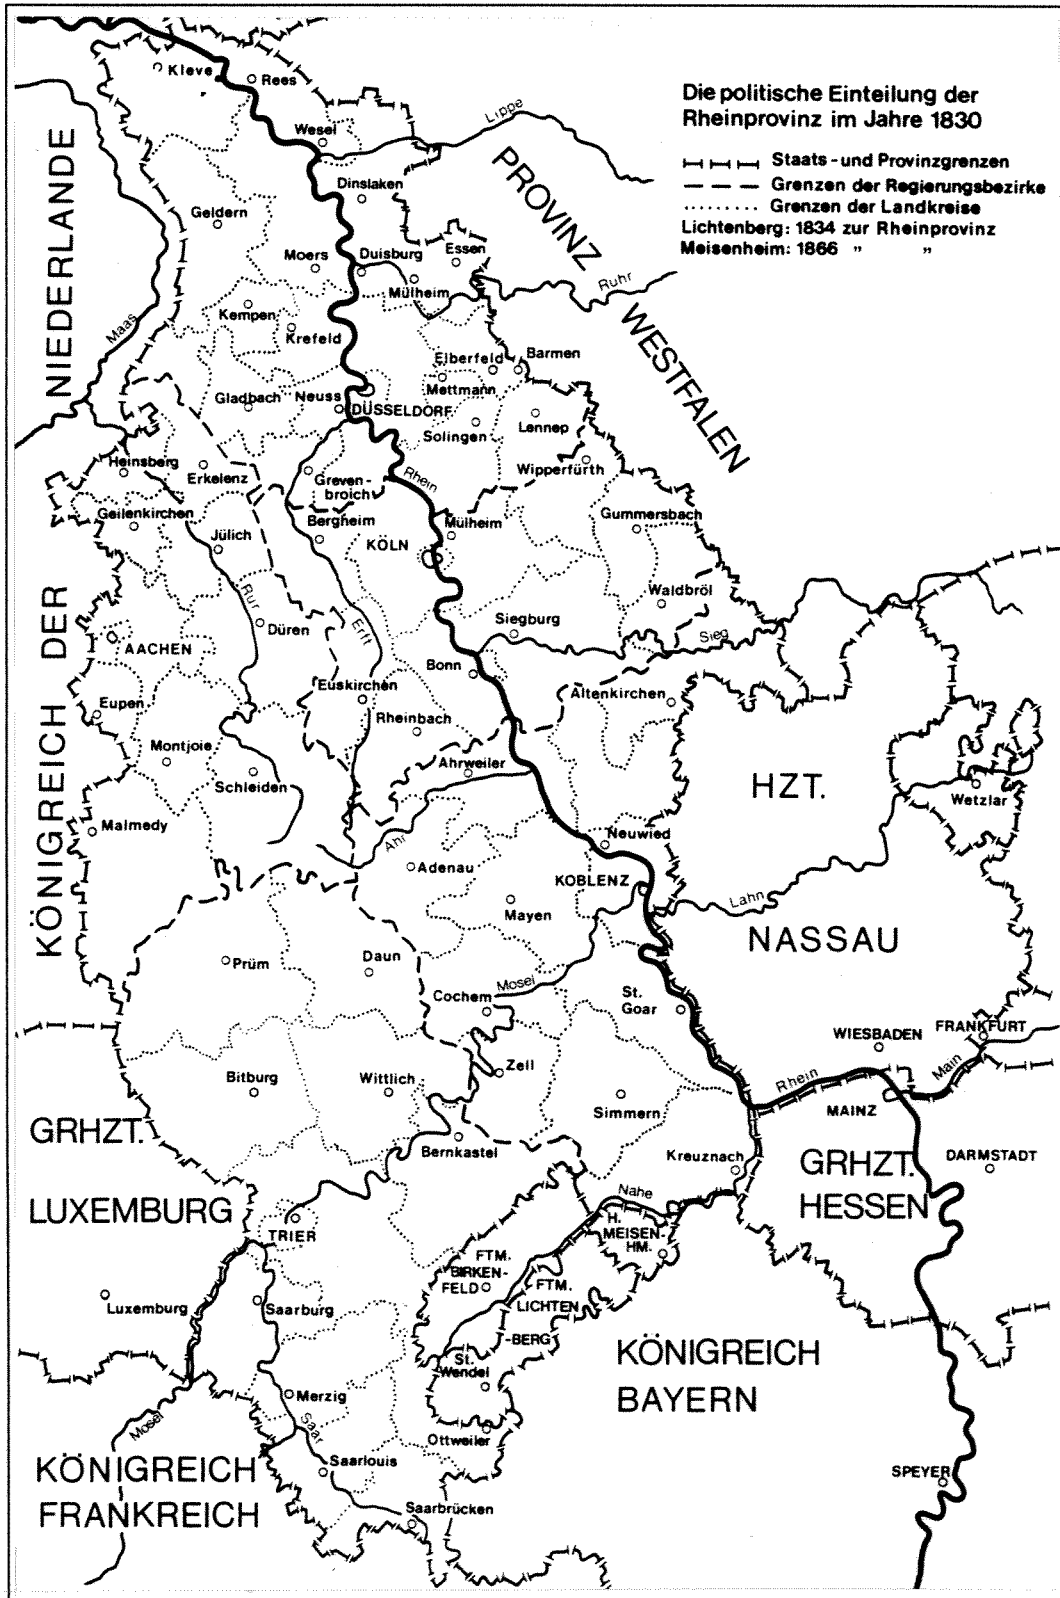 Die politische Einteilung der
Rheinprovinz im Jahre 1830
Staats- und Provinzgrenzen
Grenzen der Regierungsbezirke
Grenzen der Landkreise
Lichtenberg: 1834 zur Rheinprovinz
Meisenheim: 1866 " "
Kleve
Rees
Wesel
Lippe
PROVINZ
WESTFALEN
NIEDERLANDE
KÖNIGREICH DER
Dinslaken
Geldern
Moers
Duisburg
Essen
Mülheim
Ruhr
Maas
Kempen
Krefeld
Elberfeld
Barmen
Mettmann
Gladbach
Neuss
DÜSSELDORF
Solingen
Lennep
Heinsberg
Erkelenz
Greven-
broich
Rhein
Wipperfürth
Geilenkirchen
Jülich
Bergheim
KÖLN
Mülheim
Gummersbach
Rur
Düren
Erft
Waldbröl
Siegburg
Sieg
AACHEN
Bonn
Eupen
Euskirchen
Altenkirchen
Rheinbach
Montjoie
Schleiden
Ahrweiler
HZT.
Wetzlar
Malmedy
Ahr
Neuwied
Adenau
KOBLENZ
Lahn
Mayen
NASSAU
Prüm
Daun
Mosel
Cochem
St.
Goar
WIESBADEN
FRANKFURT
Bitburg
Wittlich
Zell
Rhein
Main
Simmern
MAINZ
GRHZT.
LUXEMBURG
Bernkastel
Kreuznach
GRHZT.
HESSEN
DARMSTADT
Nahe
TRIER
H.
MEISEN-
HM.
FTM.
BIRKEN-
FELD
FTM.
LICHTEN
-BERG
Luxemburg
Saarburg
St.
Wendel
KÖNIGREICH
BAYERN
Merzig
Mosel
Saar
Ottweiler
KÖNIGREICH
FRANKREICH
Saarlouis
Saarbrücken
SPEYER